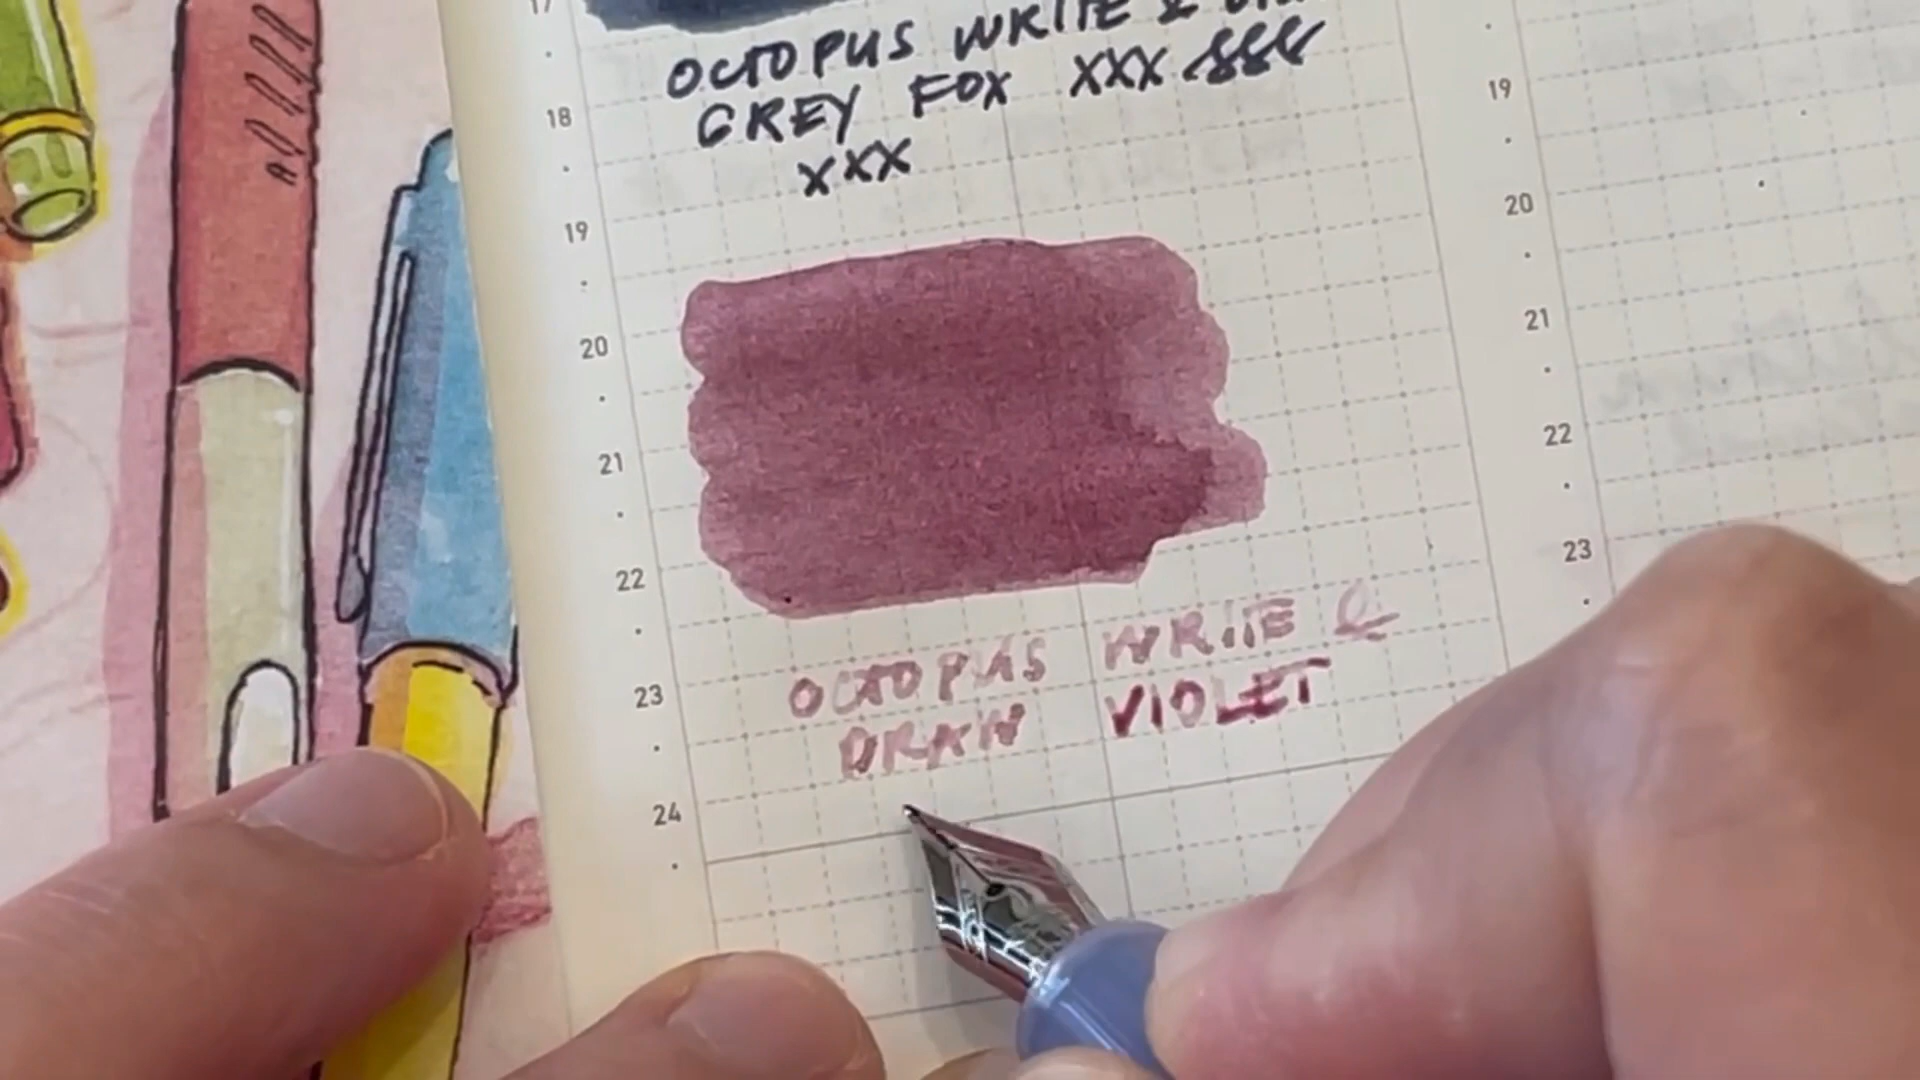 17
OCTOPUS WRITE &
18
GREY FOX XXX
XXX
19
20
21
22
OCTOPUS WRITE &
23
DRAW VIOLET
24
19
20
21
22
23